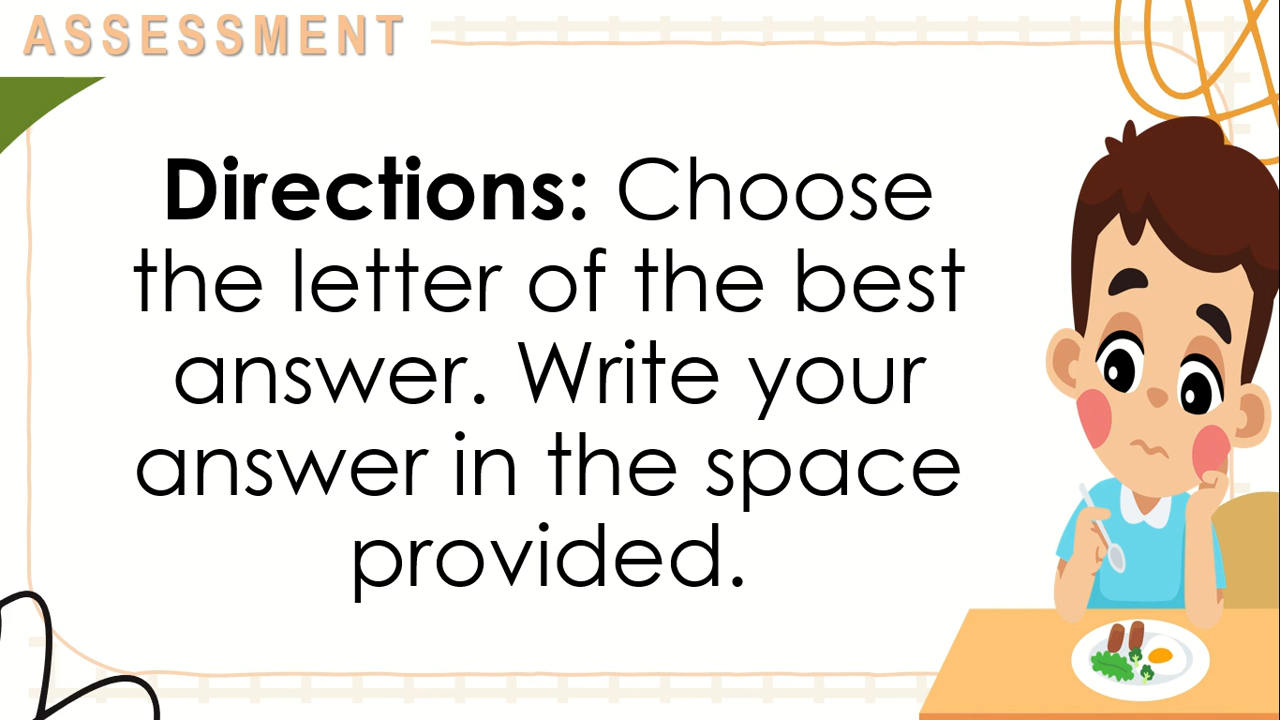 ASSESSMENT
Directions: Choose
the letter of the best
answer. Write your
answer in the space
provided.